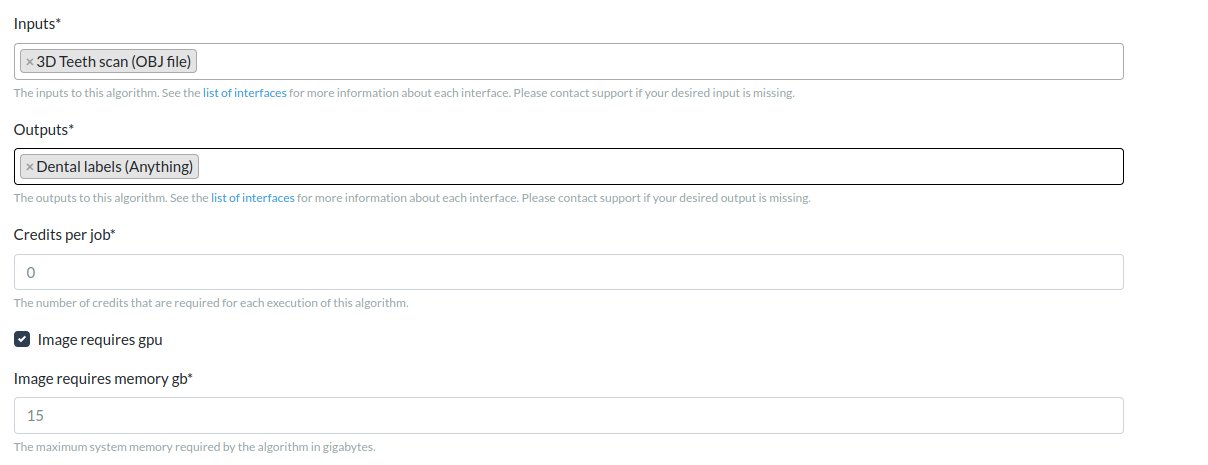 Inputs*
×3D Teeth scan (OBJ file)
The inputs to this algorithm. See the list of interfaces for more information about each interface. Please contact support if your desired input is missing.
Outputs*
×Dental labels (Anything)
The outputs to this algorithm. See the list of interfaces for more information about each interface. Please contact support if your desired output is missing.
Credits per job*
0
The number of credits that are required for each execution of this algorithm.
Image requires gpu
Image requires memory gb*
15
The maximum system memory required by the algorithm in gigabytes.